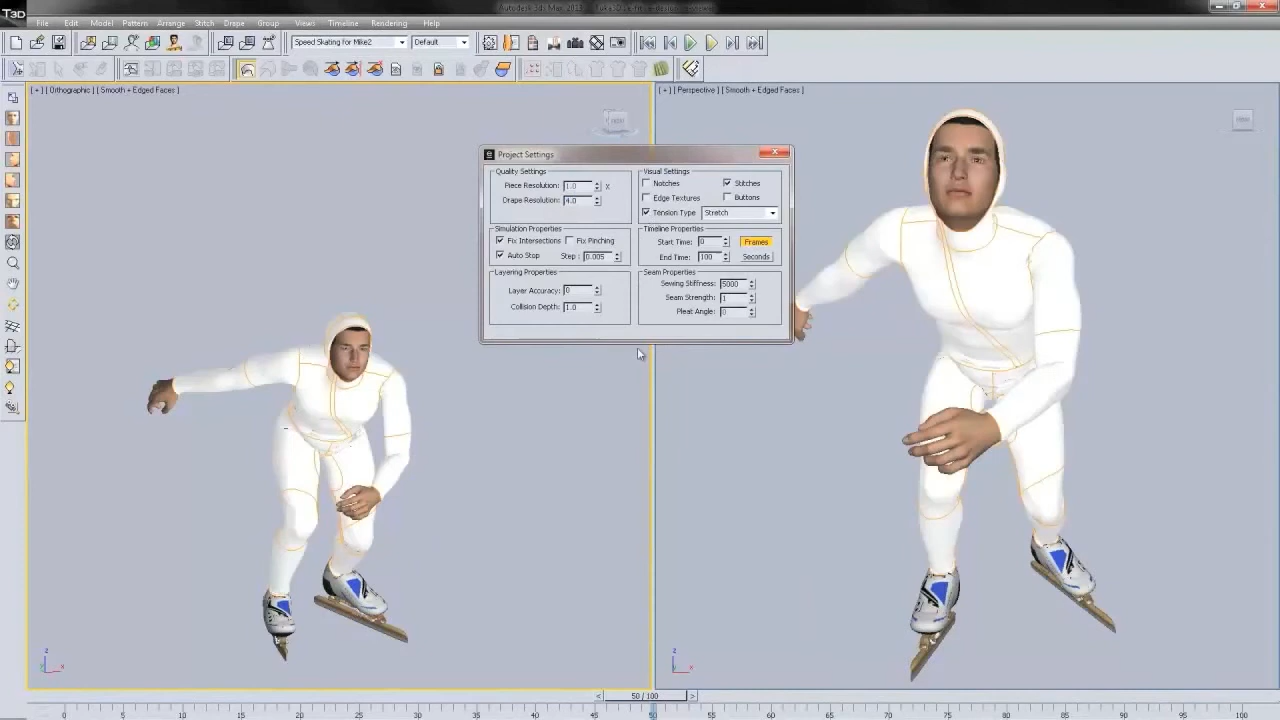 T3D
Autodesk 3ds Max 201
File Edit Model Pattern Arrange Stitch Drape Group Views Timeline Rendering Help
Speed Skating for Mike2 Default
[ + ] [ Orthographic ] [ Smooth + Edged Faces ]
[ + ] [ Perspective ] [ Smooth + Edged Faces ]
Project Settings
Quality Settings
Piece Resolution: 1.0 x
Drape Resolution: 4.0
Simulation Properties
Fix Intersections Fix Pinching
Auto Stop Step : 0.005
Layering Properties
Layer Accuracy: 0
Collision Depth: 1.0
Visual Settings
Notches Stitches
Edge Textures Buttons
Tension Type Stretch
Timeline Properties
Start Time: 0 Frames
End Time: 100 Seconds
Seam Properties
Sewing Stiffness: 5000
Seam Strength: 1
Pleat Angle: 0
z
x
z
x
< 50 / 100 >
0 5 10 15 20 25 30 35 40 45 50 55 60 65 70 75 80 85 90 95 100